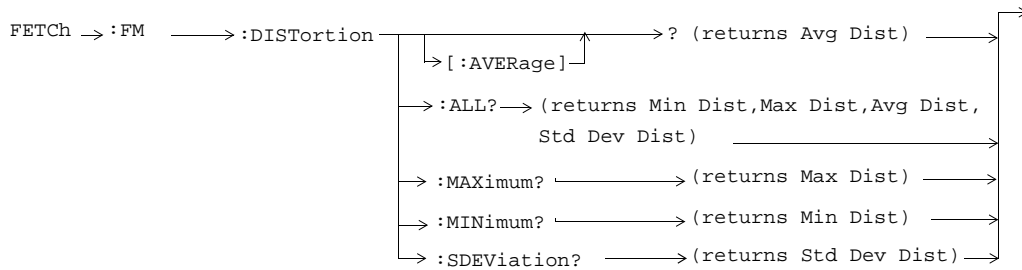 FETCh :FM :DISTortion ? (returns Avg Dist)
[:AVERage]
:ALL? (returns Min Dist,Max Dist,Avg Dist,
Std Dev Dist)
:MAXimum? (returns Max Dist)
:MINimum? (returns Min Dist)
:SDEViation? (returns Std Dev Dist)